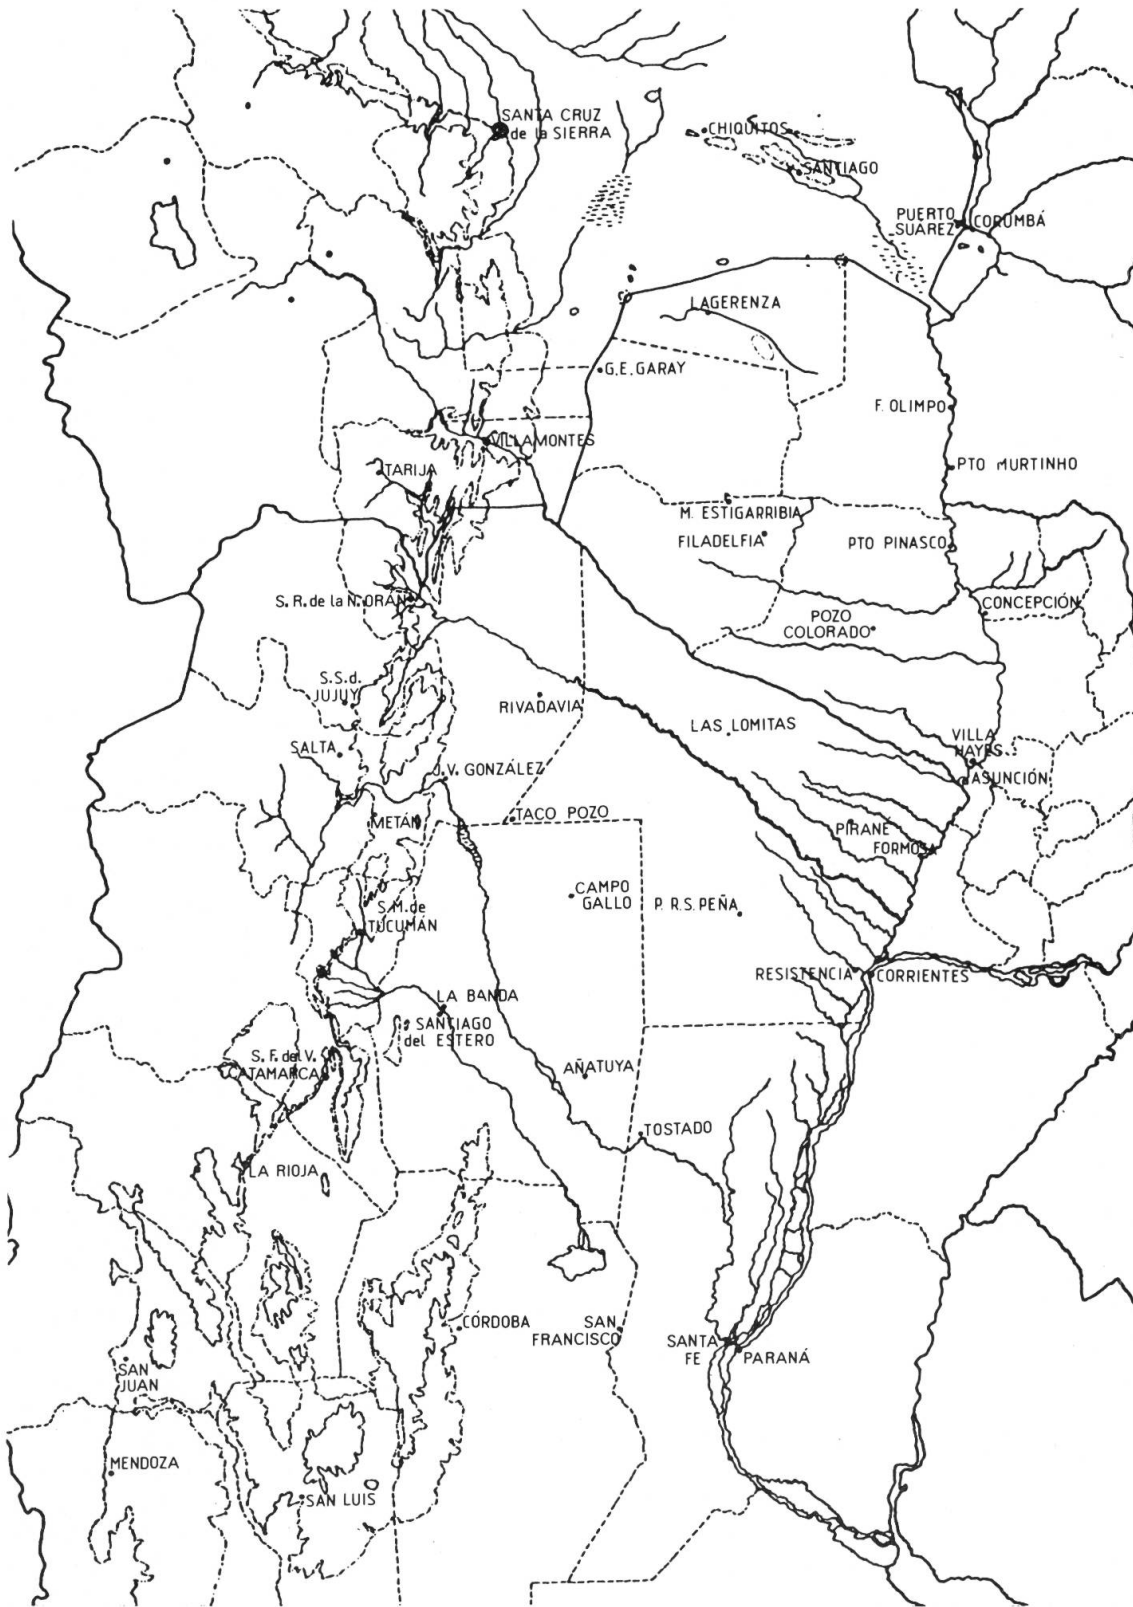 SANTA CRUZ
de la SIERRA
CHIQUITOS
SANTIAGO
PUERTO
SUAREZ
CORUMBÁ
LAGERENZA
G.E. GARAY
F. OLIMPO
VILLAMONTES
TARIJA
PTO MURTINHO
M. ESTIGARRIBIA
FILADELFIA
PTO PINASCO
S.R. de la N. ORÁN
CONCEPCIÓN
POZO
COLORADO
S.S.d.
JUJUY
RIVADAVIA
LAS LOMITAS
SALTA
VILLA
HAYES
J.V. GONZÁLEZ
ASUNCIÓN
METÁN
TACO POZO
PIRANÉ
FORMOSA
CAMPO
GALLO
P. R.S. PEÑA
S.M. de
TUCUMÁN
RESISTENCIA
CORRIENTES
LA BANDA
SANTIAGO
del ESTERO
S. F. del V.
CATAMARCA
AÑATUYA
TOSTADO
LA RIOJA
CÓRDOBA
SAN
FRANCISCO
SANTA
FE
PARANÁ
SAN
JUAN
MENDOZA
SAN LUIS